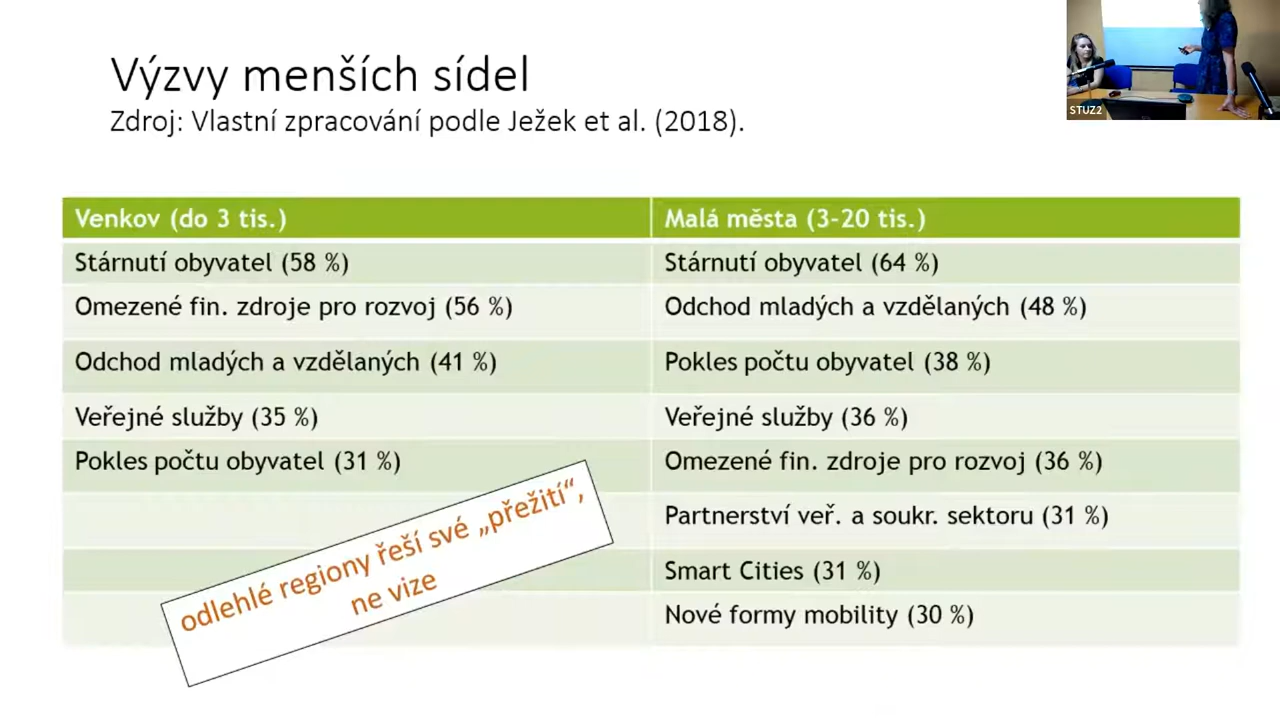 Výzvy menších sídel
Zdroj: Vlastní zpracování podle Ježek et al. (2018).
STUZ2
Venkov (do 3 tis.)
Malá města (3-20 tis.)
Stárnutí obyvatel (58 %)
Stárnutí obyvatel (64 %)
Omezené fin. zdroje pro rozvoj (56 %)
Odchod mladých a vzdělaných (48 %)
Odchod mladých a vzdělaných (41 %)
Pokles počtu obyvatel (38 %)
Veřejné služby (35 %)
Veřejné služby (36 %)
Pokles počtu obyvatel (31 %)
Omezené fin. zdroje pro rozvoj (36 %)
Partnerství veř. a soukr. sektoru (31 %)
Smart Cities (31 %)
Nové formy mobility (30 %)
odlehlé regiony řeší své „přežití“,
ne vize